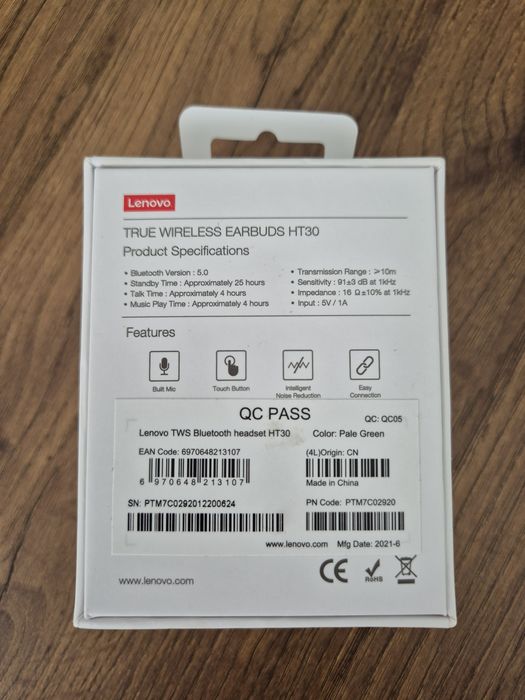 Lenovo
TRUE WIRELESS EARBUDS HT30
Product Specifications
• Bluetooth Version : 5.0
• Standby Time : Approximately 25 hours
• Talk Time : Approximately 4 hours
• Music Play Time : Approximately 4 hours
• Transmission Range : ⩾10m
• Sensitivity : 91±3 dB at 1kHz
• Impedance : 16 Ω±10% at 1kHz
• Input : 5V / 1A
Features
Built Mic
Touch Button
Intelligent
Noise Reduction
Easy
Connection
QC PASS
QC: QC05
Lenovo TWS Bluetooth headset HT30 Color: Pale Green
EAN Code: 6970648213107
6 970648 213107
(4L)Origin: CN
Made in China
SN: PTM7C0292012200624
PN Code: PTM7C02920
www.lenovo.com Mfg Date: 2021-6
www.lenovo.com
CE
RoHS